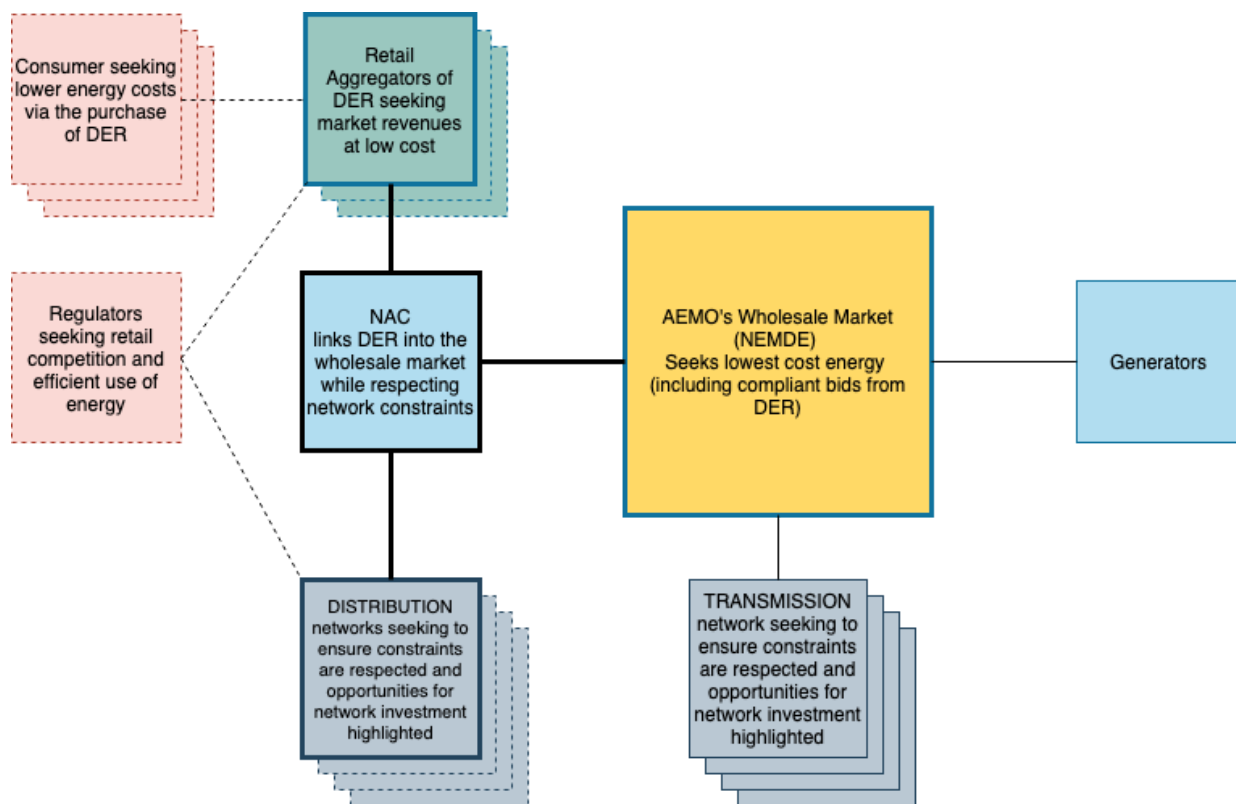 Consumer seeking
lower energy costs
via the purchase
of DER
Retail
Aggregators of
DER seeking
market revenues
at low cost
Regulators
seeking retail
competition and
efficient use of
energy
NAC
links DER into the
wholesale market
while respecting
network constraints
AEMO's Wholesale Market
(NEMDE)
Seeks lowest cost energy
(including compliant bids from
DER)
Generators
DISTRIBUTION
networks seeking to
ensure constraints
are respected and
opportunities for
network investment
highlighted
TRANSMISSION
network seeking to
ensure constraints
are respected and
opportunities for
network investment
highlighted